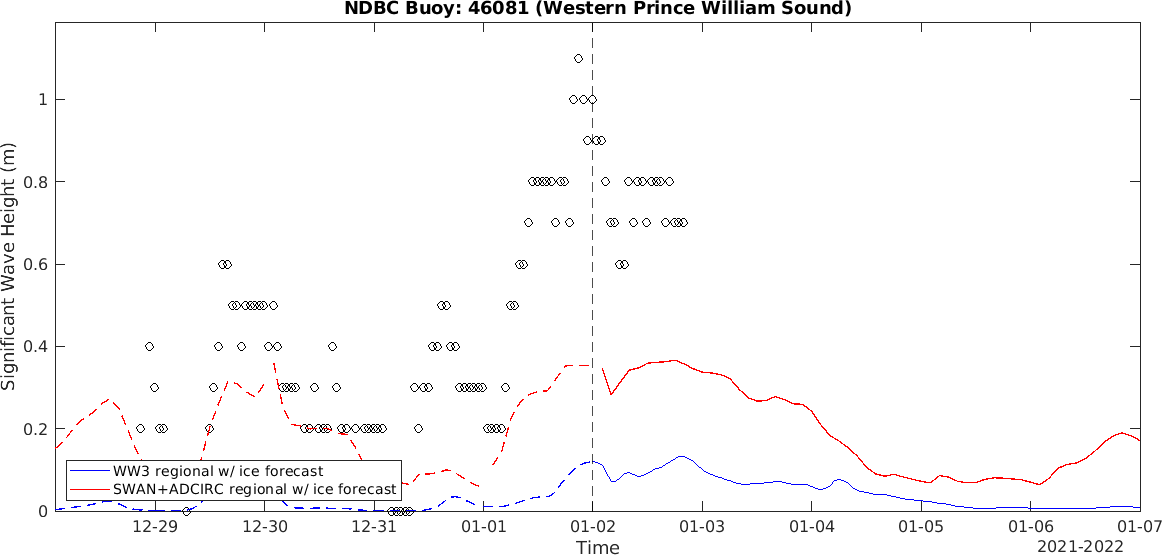 NDBC Buoy: 46081 (Western Prince William Sound)
Significant Wave Height (m)
1
0.8
0.6
0.4
0.2
0
WW3 regional w/ ice forecast
SWAN+ADCIRC regional w/ ice forecast
12-29 12-30 12-31 01-01 01-02 01-03 01-04 01-05 01-06 01-07
Time
2021-2022